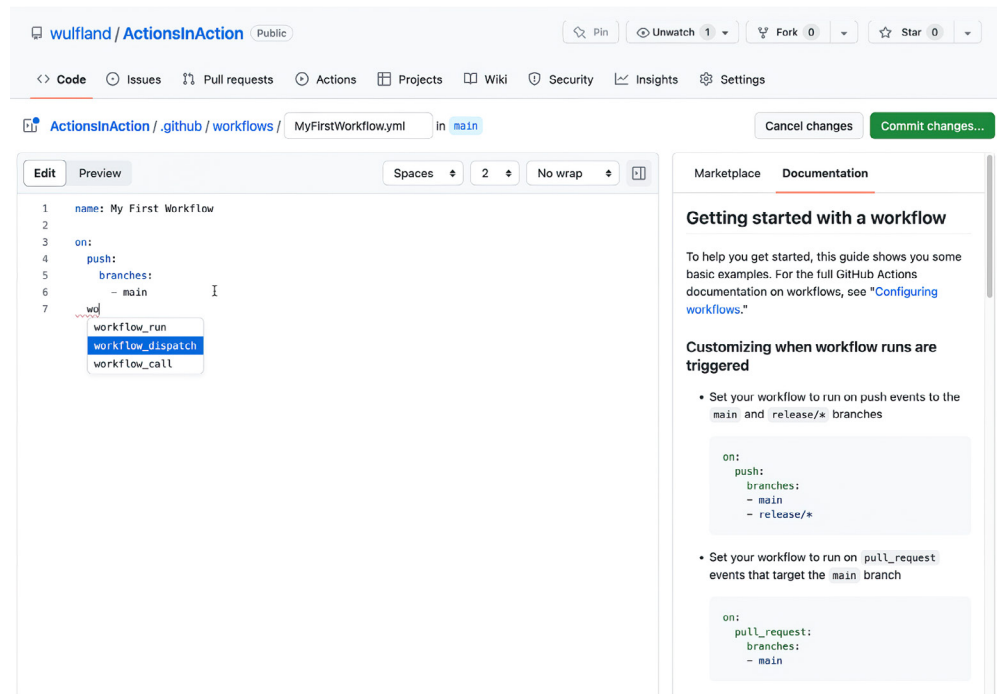 wulfland / ActionsInAction Public
Pin Unwatch 1 Fork 0 Star 0
Code Issues Pull requests Actions Projects Wiki Security Insights Settings
ActionsInAction / .github / workflows / MyFirstWorkflow.yml in main
Cancel changes Commit changes...
Edit Preview Spaces 2 No wrap
1 name: My First Workflow
2
3 on:
4 push:
5 branches:
6 - main
7 wo
workflow_run
workflow_dispatch
workflow_call
Marketplace Documentation
Getting started with a workflow
To help you get started, this guide shows you some
basic examples. For the full GitHub Actions
documentation on workflows, see "Configuring
workflows."
Customizing when workflow runs are
triggered
• Set your workflow to run on push events to the
main and release/* branches
on:
push:
branches:
- main
- release/*
• Set your workflow to run on pull_request
events that target the main branch
on:
pull_request:
branches:
- main